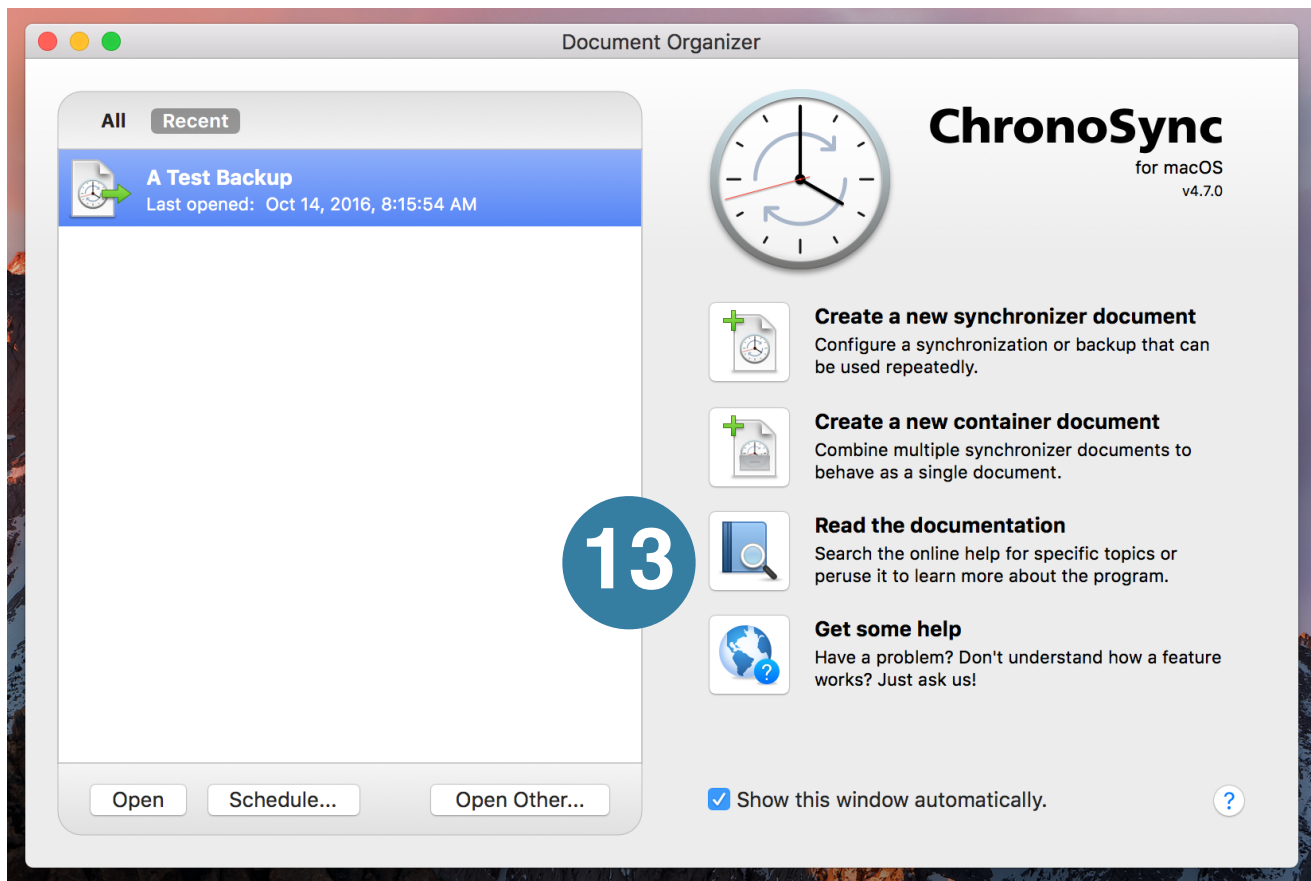 Document Organizer
All Recent
A Test Backup
Last opened: Oct 14, 2016, 8:15:54 AM
Open Schedule... Open Other...
ChronoSync
for macOS
v4.7.0
Create a new synchronizer document
Configure a synchronization or backup that can
be used repeatedly.
Create a new container document
Combine multiple synchronizer documents to
behave as a single document.
13
Read the documentation
Search the online help for specific topics or
peruse it to learn more about the program.
Get some help
Have a problem? Don't understand how a feature
works? Just ask us!
?
Show this window automatically.
?